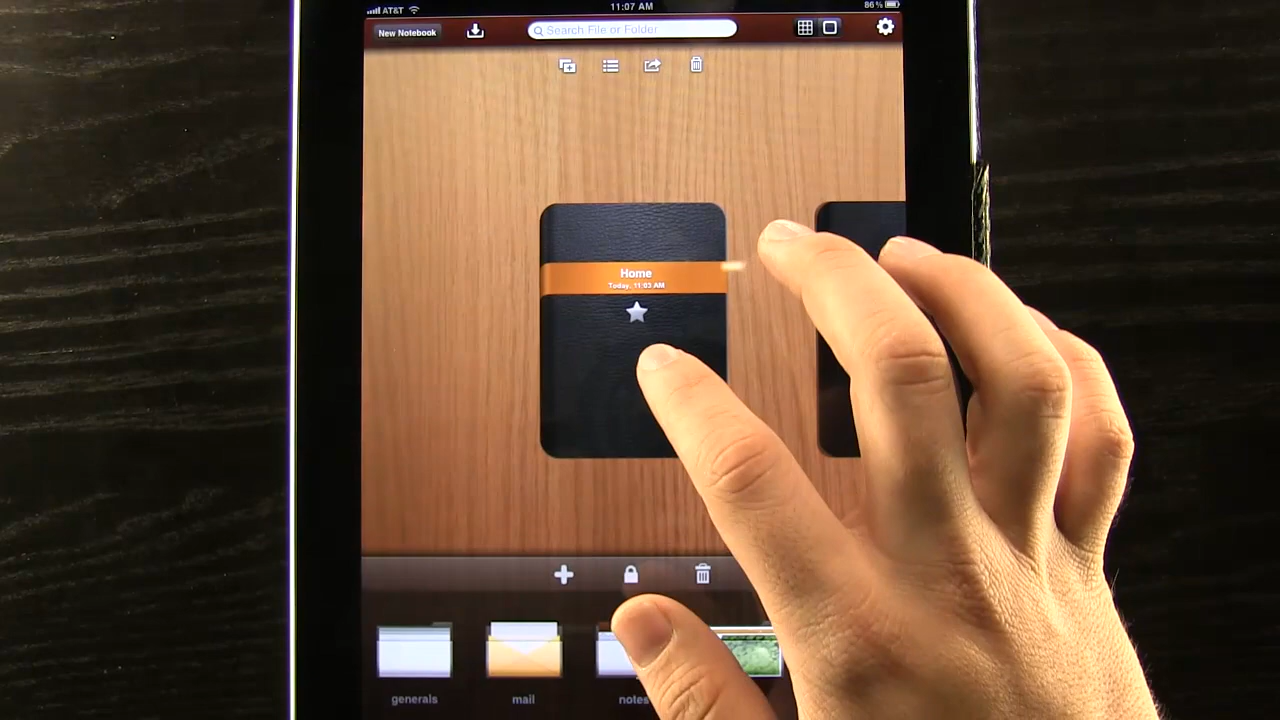 AT&T 11:07 AM 86%
New Notebook Search File or Folder
Home
Today, 11:03 AM
generals mail notes